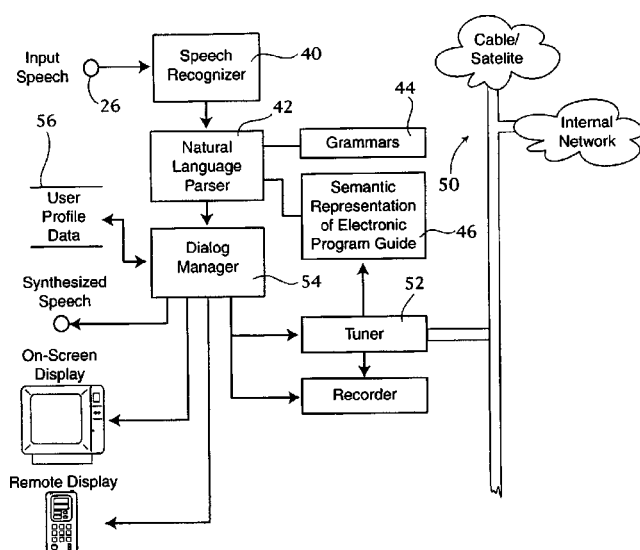 Input
Speech
26
Speech
Recognizer
40
Cable/
Satelite
Internal
Network
50
56
42
Natural
Language
Parser
44
Grammars
User
Profile
Data
Semantic
Representation
of Electronic
Program Guide
46
Dialog
Manager
54
Synthesized
Speech
52
Tuner
On-Screen
Display
Recorder
Remote Display